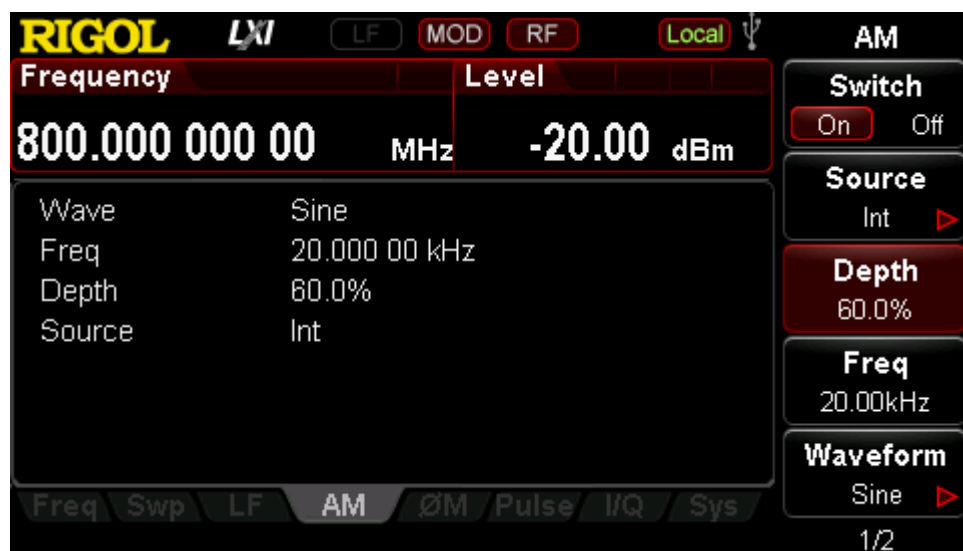 RIGOL LXI LF MOD RF Local AM
Frequency Level
800.000 000 00 MHz -20.00 dBm
Wave Sine
Freq 20.000 00 kHz
Depth 60.0%
Source Int
Switch
On Off
Source
Int
Depth
60.0%
Freq
20.00kHz
Waveform
Sine
1/2
Freq Swp LF AM ØM Pulse I/Q Sys